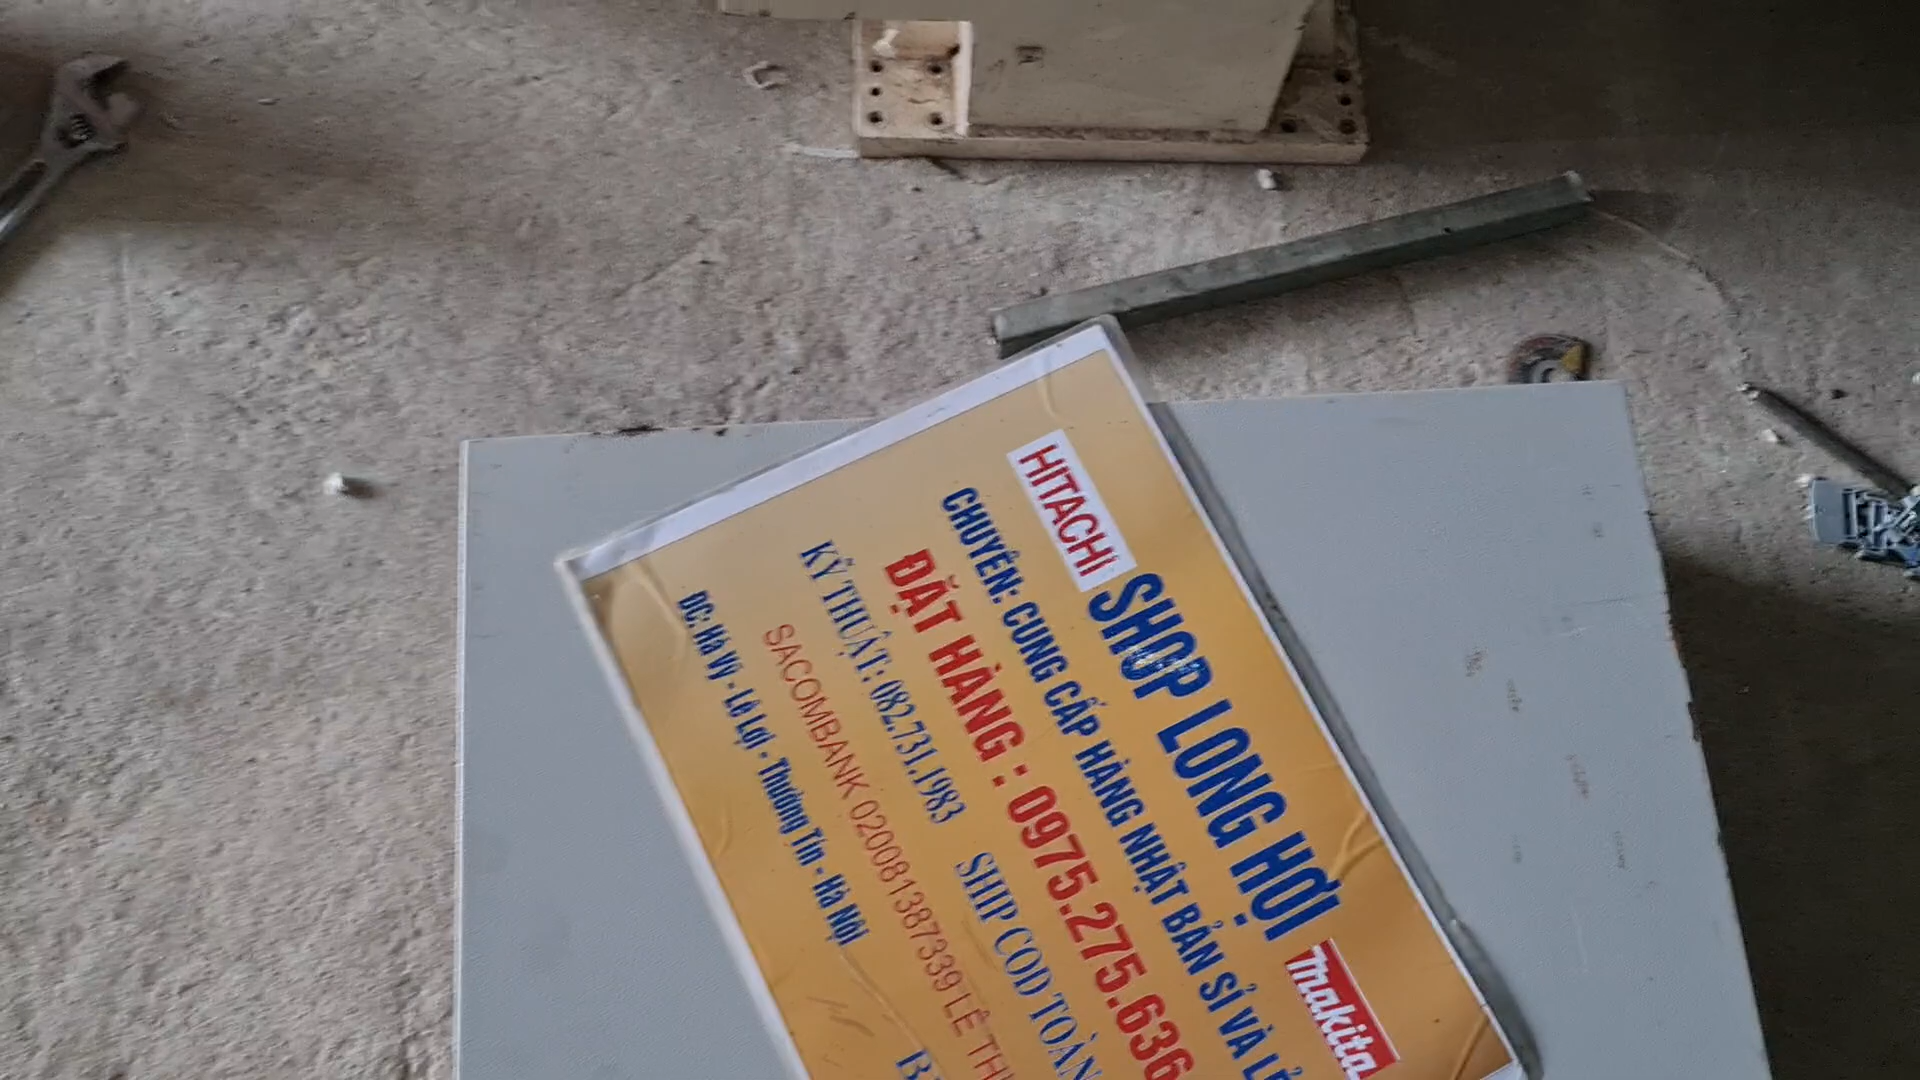 HITACHI
SHOP LONG HỢI
makita
CHUYÊN: CUNG CẤP HÀNG NHẬT BẢN SỈ VÀ LẺ
ĐẶT HÀNG : 0975.275.636
KỸ THUẬT : 082.731.1983
SHIP COD TOÀN
SACOMBANK 020081387339 LÊ TH
ĐC: Hà Vỹ - Lê Lợi - Thường Tín - Hà Nội